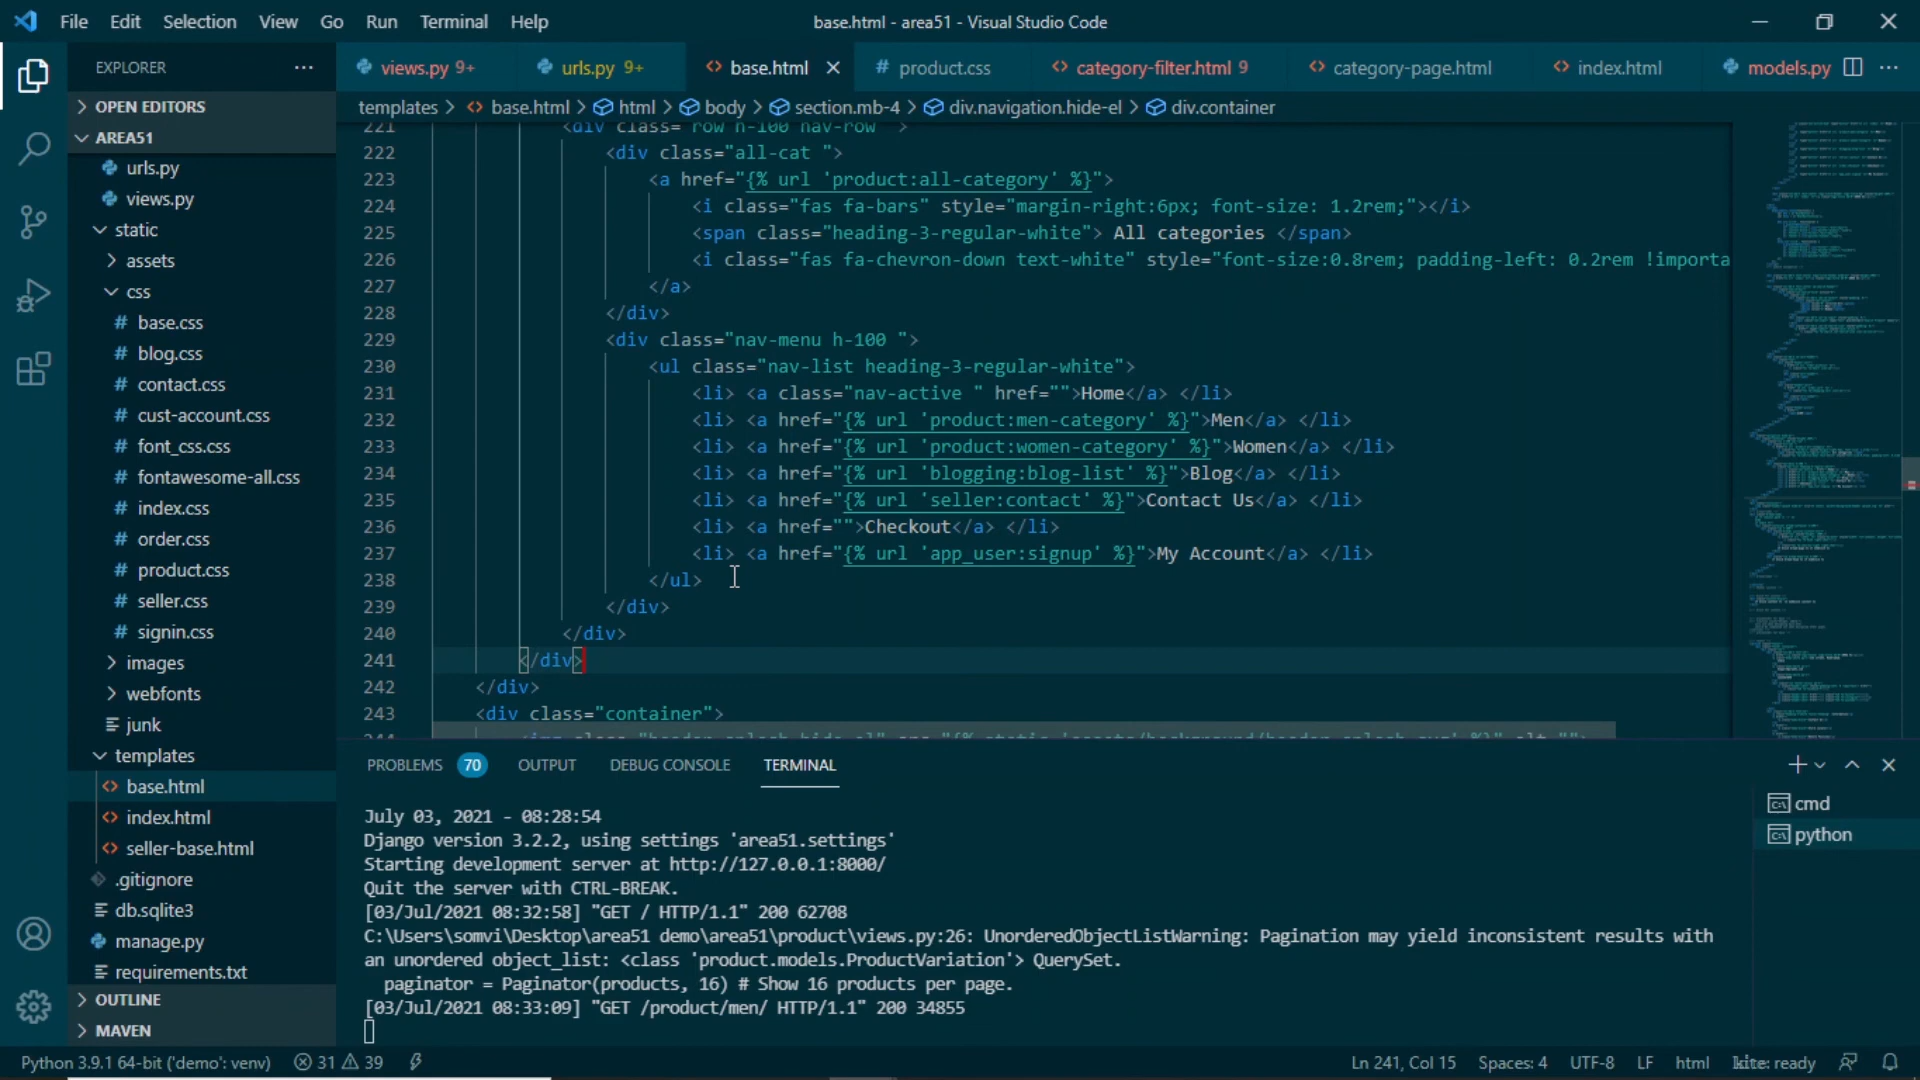 File Edit Selection View Go Run Terminal Help
base.html - area51 - Visual Studio Code
EXPLORER
OPEN EDITORS
AREA51
urls.py
views.py
static
assets
css
base.css
blog.css
contact.css
cust-account.css
font_css.css
fontawesome-all.css
index.css
order.css
product.css
seller.css
signin.css
images
webfonts
junk
templates
base.html
index.html
seller-base.html
.gitignore
db.sqlite3
manage.py
requirements.txt
OUTLINE
MAVEN
views.py 9+ urls.py 9+ base.html product.css category-filter.html 9 category-page.html index.html models.py
templates > base.html > html > body > section.mb-4 > div.navigation.hide-el > div.container
221 <div class="row h-100 nav-row ">
222 <div class="all-cat ">
223 <a href="{% url 'product:all-category' %}">
224 <i class="fas fa-bars" style="margin-right:6px; font-size: 1.2rem;"></i>
225 <span class="heading-3-regular-white"> All categories </span>
226 <i class="fas fa-chevron-down text-white" style="font-size:0.8rem; padding-left: 0.2rem !importa
227 </a>
228 </div>
229 <div class="nav-menu h-100 ">
230 <ul class="nav-list heading-3-regular-white">
231 <li> <a class="nav-active " href="">Home</a> </li>
232 <li> <a href="{% url 'product:men-category' %}">Men</a> </li>
233 <li> <a href="{% url 'product:women-category' %}">Women</a> </li>
234 <li> <a href="{% url 'blogging:blog-list' %}">Blog</a> </li>
235 <li> <a href="{% url 'seller:contact' %}">Contact Us</a> </li>
236 <li> <a href="">Checkout</a> </li>
237 <li> <a href="{% url 'app_user:signup' %}">My Account</a> </li>
238 </ul>
239 </div>
240 </div>
241 </div>
242 </div>
243 <div class="container">
PROBLEMS 70 OUTPUT DEBUG CONSOLE TERMINAL
cmd
python
July 03, 2021 - 08:28:54
Django version 3.2.2, using settings 'area51.settings'
Starting development server at http://127.0.0.1:8000/
Quit the server with CTRL-BREAK.
[03/Jul/2021 08:32:58] "GET / HTTP/1.1" 200 62708
C:\Users\somvi\Desktop\area51 demo\area51\product\views.py:26: UnorderedObjectListWarning: Pagination may yield inconsistent results with
an unordered object_list: <class 'product.models.ProductVariation'> QuerySet.
paginator = Paginator(products, 16) # Show 16 products per page.
[03/Jul/2021 08:33:09] "GET /product/men/ HTTP/1.1" 200 34855
Python 3.9.1 64-bit ('demo': venv) 31 39
Ln 241, Col 15 Spaces: 4 UTF-8 LF html kite: ready